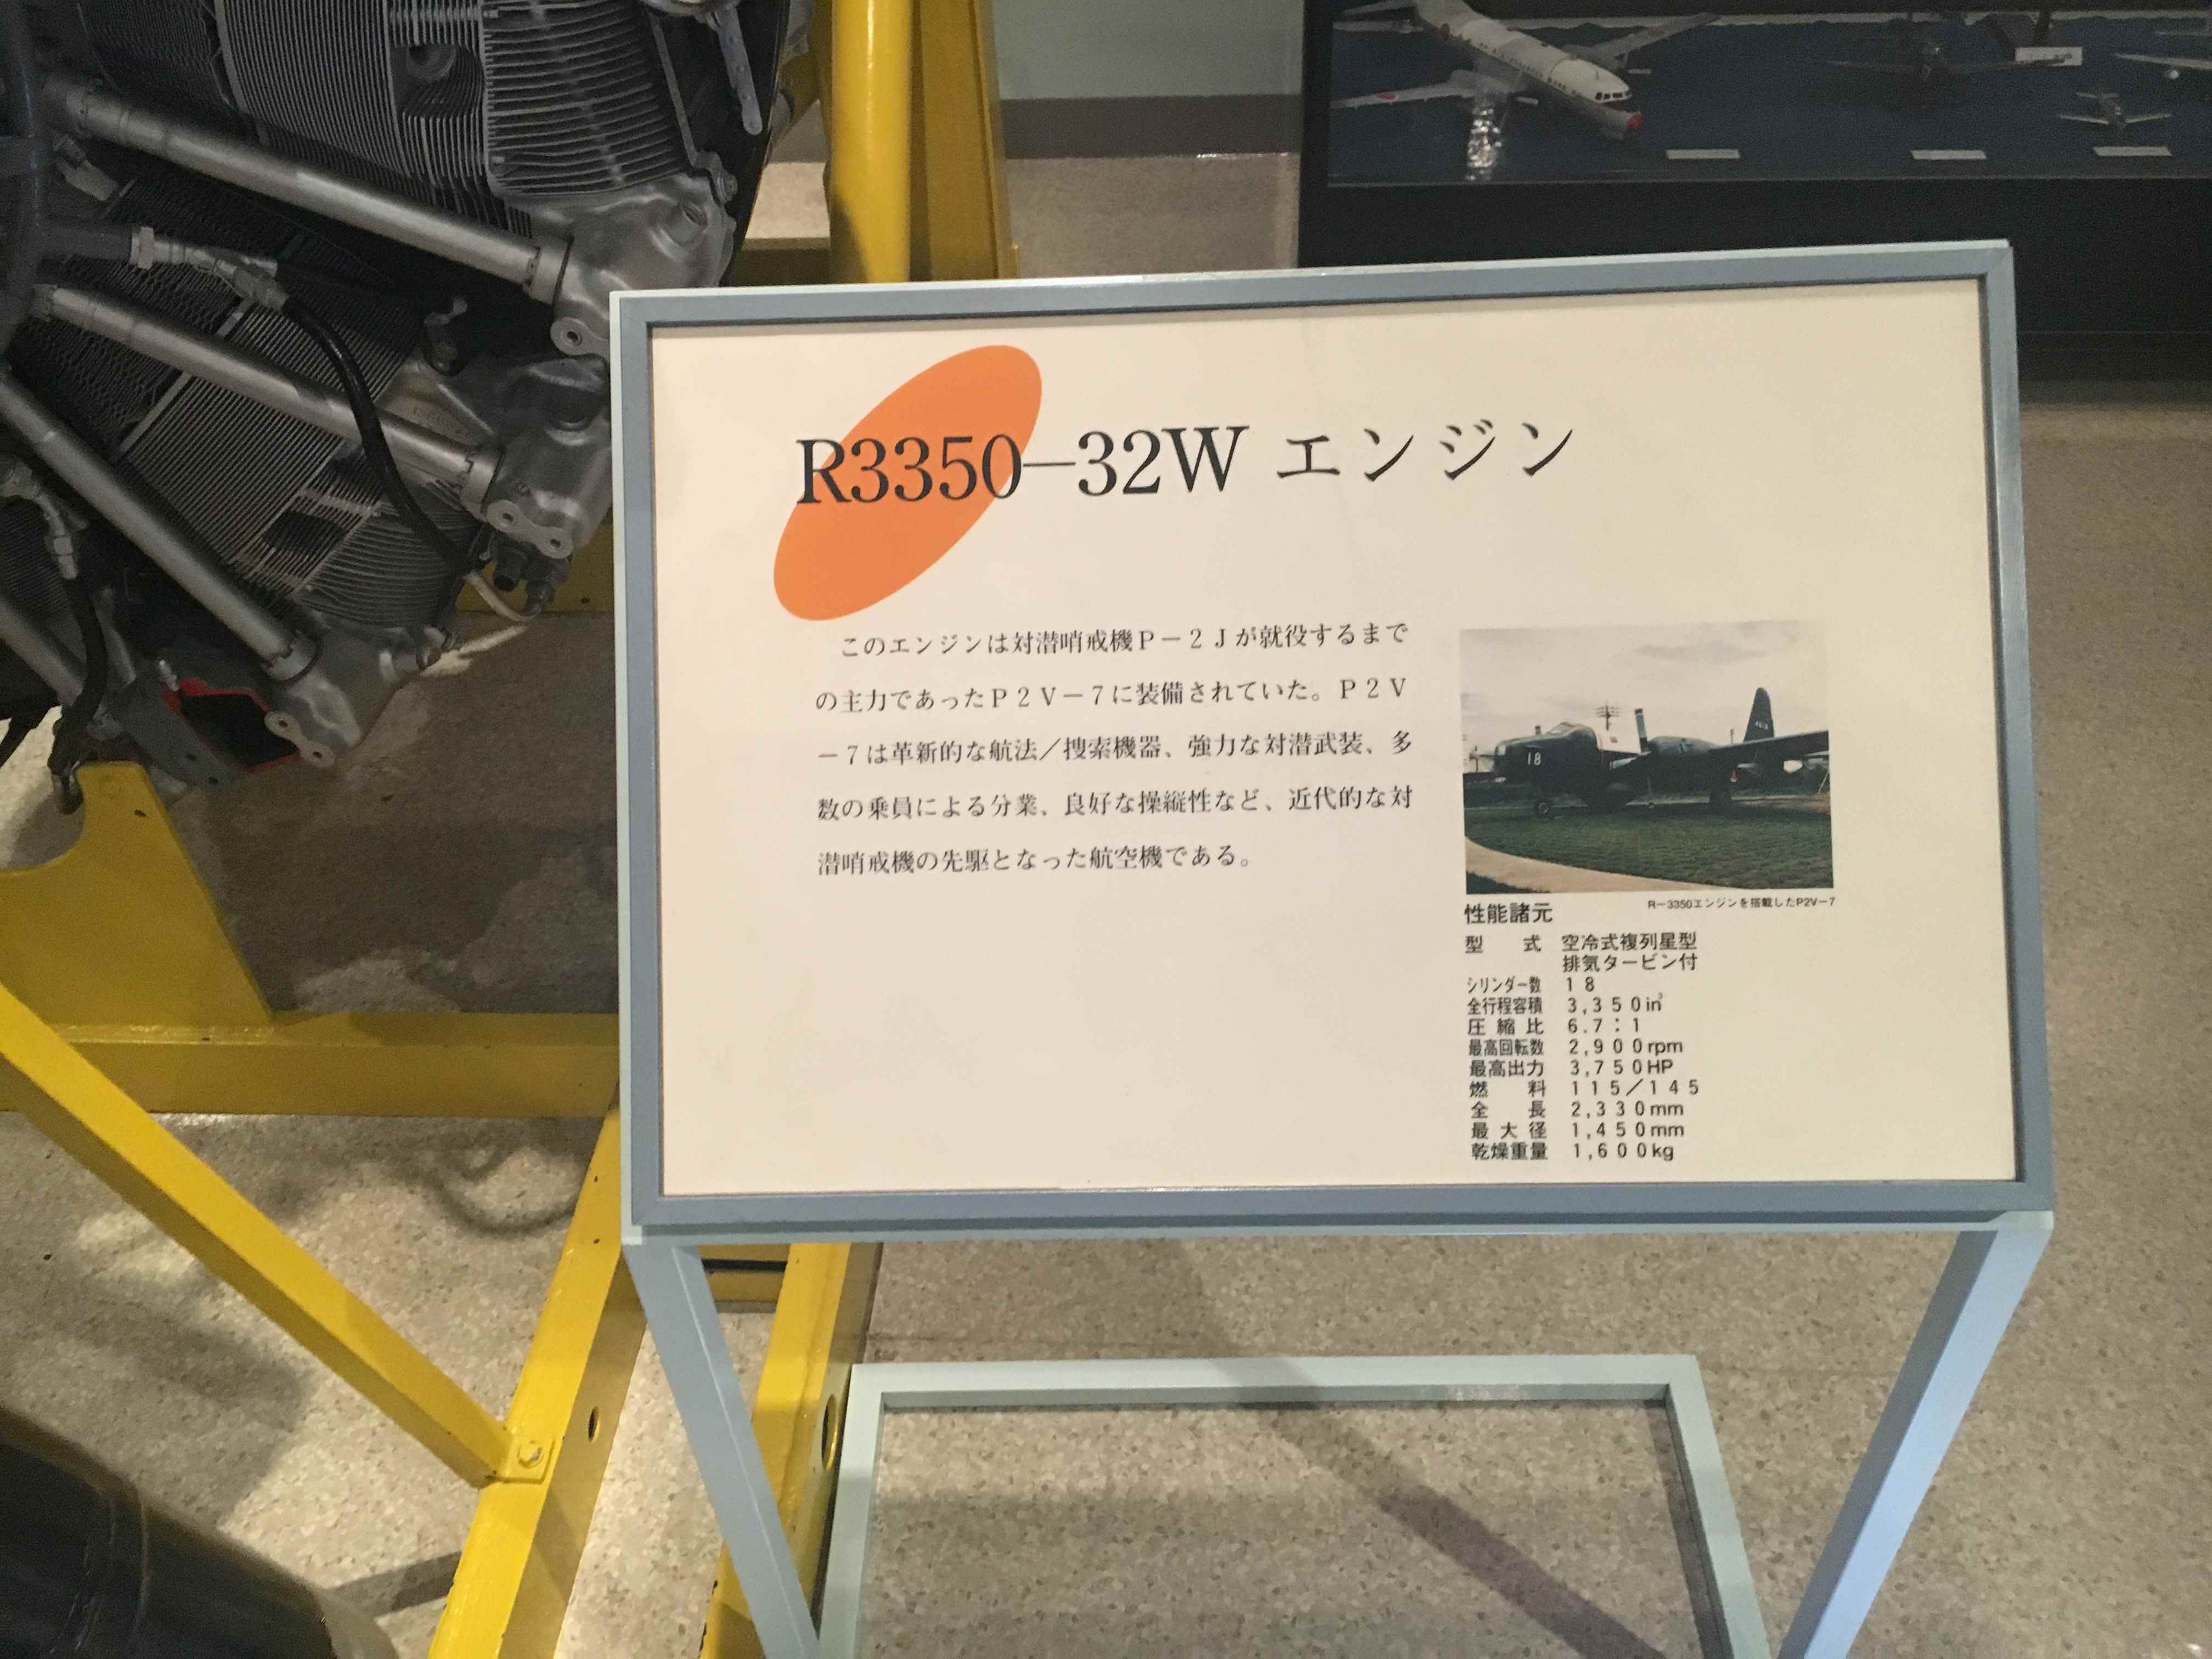 R3350-32W エンジン
このエンジンは対潜哨戒機P-2Jが就役するまで
の主力であったP2V-7に装備されていた。P2V
-7は革新的な航法／捜索機器、強力な対潜武装、多
数の乗員による分業、良好な操縦性など、近代的な対
潜哨戒機の先駆となった航空機である。
18
R-3350エンジンを搭載したP2V-7
性能諸元
型 式 空冷式複列星型
排気タービン付
シリンダー数 18
全行程容積 3,350in³
圧縮比 6.7:1
最高回転数 2,900rpm
最高出力 3,750HP
燃 料 115／145
全 長 2,330mm
最大径 1,450mm
乾燥重量 1,600kg